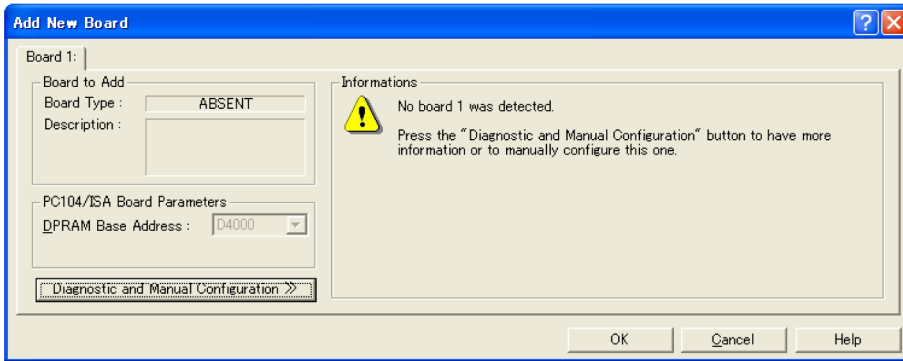 Add New Board
Board 1:
Board to Add
Board Type :
ABSENT
Description :
PC104/ISA Board Parameters
DPRAM Base Address :
D4000
Diagnostic and Manual Configuration >>
Informations
No board 1 was detected.
Press the "Diagnostic and Manual Configuration" button to have more
information or to manually configure this one.
OK
Cancel
Help